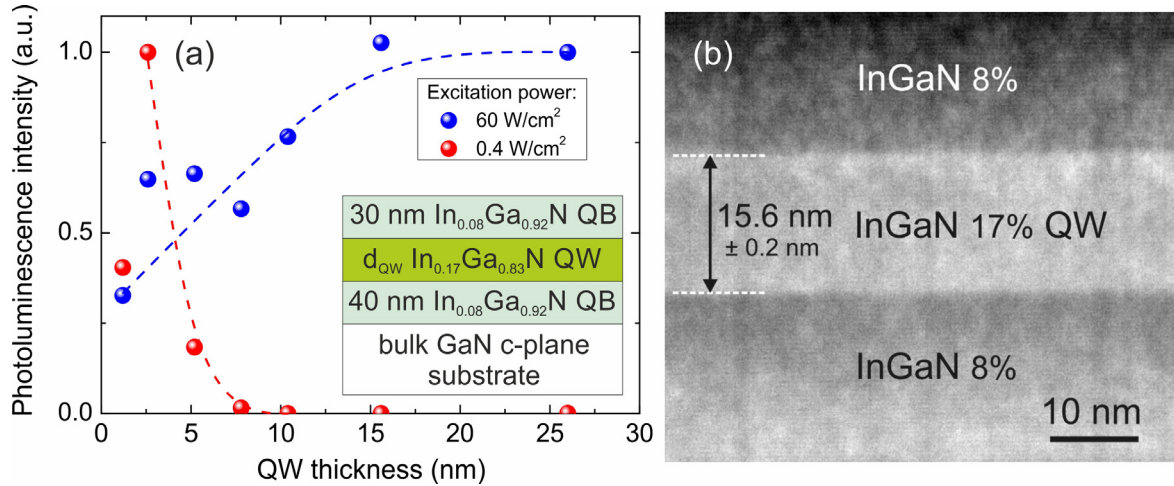 Photoluminescence intensity (a.u.)
1.0
0.5
0.0
(a)
Excitation power:
60 W/cm²
0.4 W/cm²
30 nm In₀.₀₈Ga₀.₉₂N QB
d_QW In₀.₁₇Ga₀.₈₃N QW
40 nm In₀.₀₈Ga₀.₉₂N QB
bulk GaN c-plane
substrate
0 5 10 15 20 25 30
QW thickness (nm)
(b)
InGaN 8%
15.6 nm
± 0.2 nm
InGaN 17% QW
InGaN 8%
10 nm